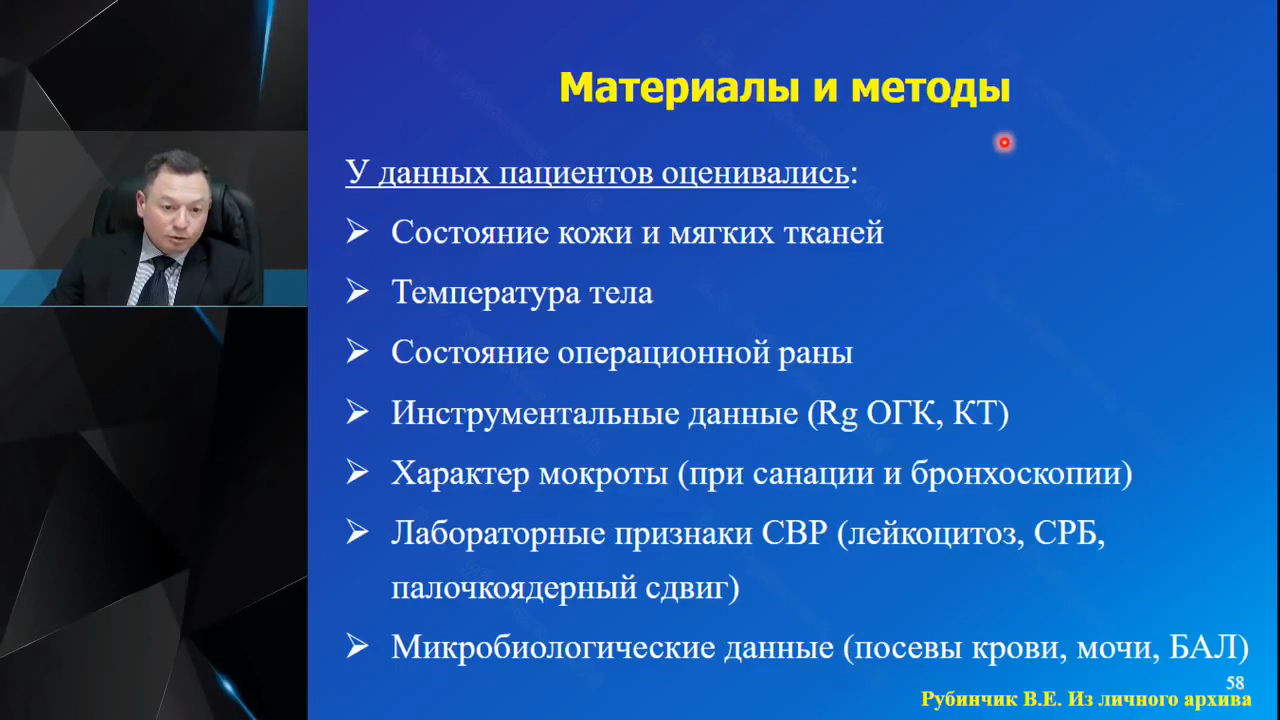 Материалы и методы
У данных пациентов оценивались:
Состояние кожи и мягких тканей
Температура тела
Состояние операционной раны
Инструментальные данные (Rg ОГК, КТ)
Характер мокроты (при санации и бронхоскопии)
Лабораторные признаки СВР (лейкоцитоз, СРБ,
палочкоядерный сдвиг)
Микробиологические данные (посевы крови, мочи, БАЛ)
58
Рубинчик В.Е. Из личного архива